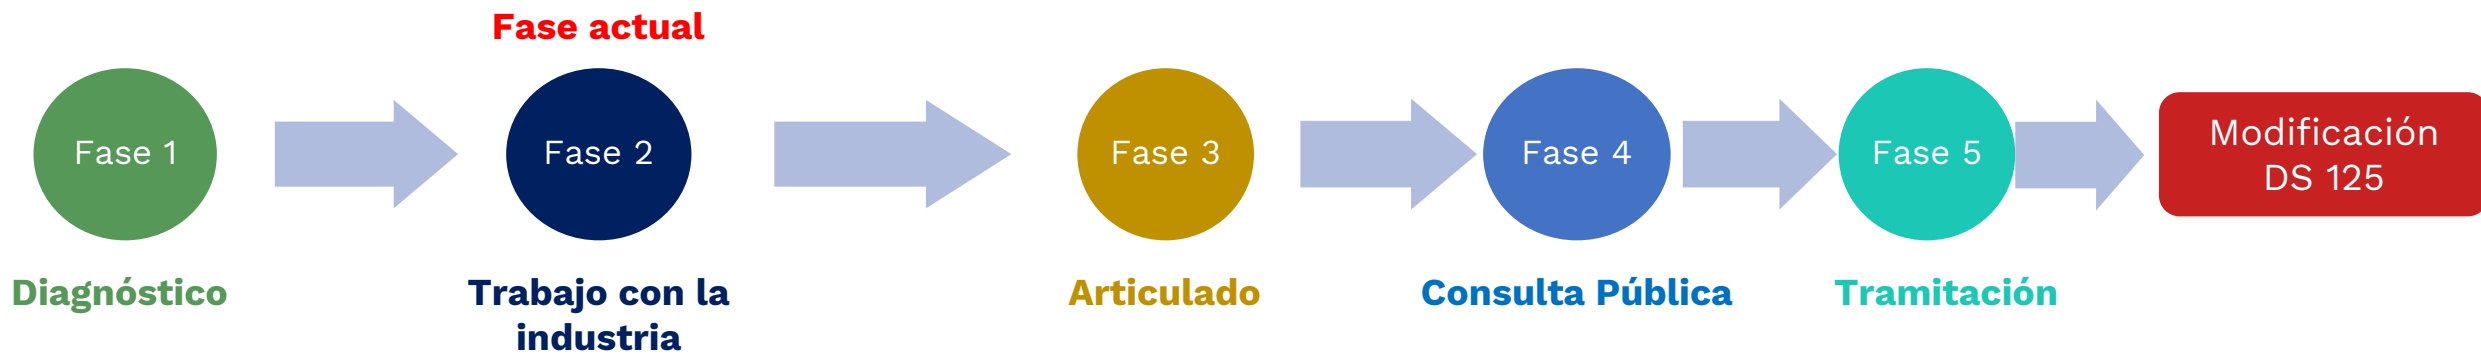 Fase actual
Fase 1
Fase 2
Fase 3
Fase 4
Fase 5
Modificación
DS 125
Diagnóstico
Trabajo con la
industria
Articulado
Consulta Pública
Tramitación